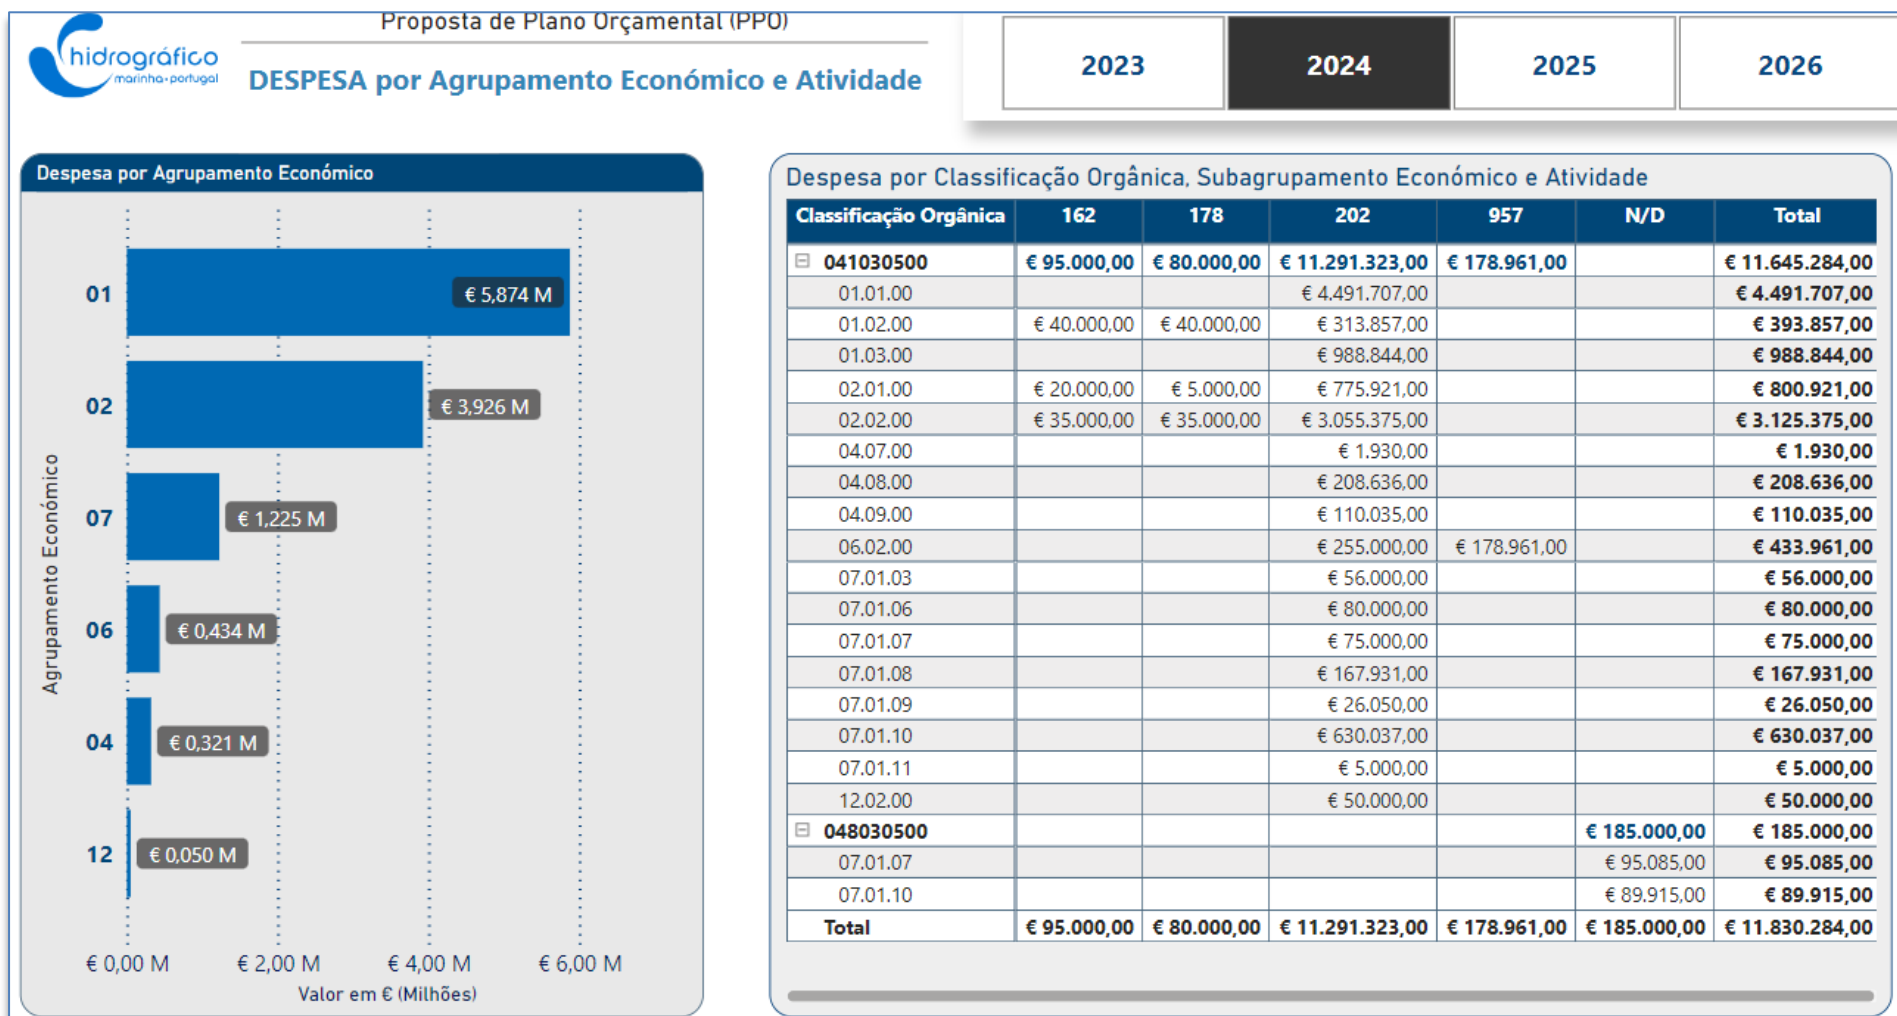 Proposta de Plano Orçamental (PPO)
hidrográfico
marinha-portugal
DESPESA por Agrupamento Económico e Atividade
2023 2024 2025 2026
Despesa por Agrupamento Económico
Agrupamento Económico
01 € 5,874 M
02 € 3,926 M
07 € 1,225 M
06 € 0,434 M
04 € 0,321 M
12 € 0,050 M
€ 0,00 M € 2,00 M € 4,00 M € 6,00 M
Valor em € (Milhões)
Despesa por Classificação Orgânica, Subagrupamento Económico e Atividade
Classificação Orgânica 162 178 202 957 N/D Total
041030500 € 95.000,00 € 80.000,00 € 11.291.323,00 € 178.961,00 € 11.645.284,00
01.01.00 € 4.491.707,00 € 4.491.707,00
01.02.00 € 40.000,00 € 40.000,00 € 313.857,00 € 393.857,00
01.03.00 € 988.844,00 € 988.844,00
02.01.00 € 20.000,00 € 5.000,00 € 775.921,00 € 800.921,00
02.02.00 € 35.000,00 € 35.000,00 € 3.055.375,00 € 3.125.375,00
04.07.00 € 1.930,00 € 1.930,00
04.08.00 € 208.636,00 € 208.636,00
04.09.00 € 110.035,00 € 110.035,00
06.02.00 € 255.000,00 € 178.961,00 € 433.961,00
07.01.03 € 56.000,00 € 56.000,00
07.01.06 € 80.000,00 € 80.000,00
07.01.07 € 75.000,00 € 75.000,00
07.01.08 € 167.931,00 € 167.931,00
07.01.09 € 26.050,00 € 26.050,00
07.01.10 € 630.037,00 € 630.037,00
07.01.11 € 5.000,00 € 5.000,00
12.02.00 € 50.000,00 € 50.000,00
048030500 € 185.000,00 € 185.000,00
07.01.07 € 95.085,00 € 95.085,00
07.01.10 € 89.915,00 € 89.915,00
Total € 95.000,00 € 80.000,00 € 11.291.323,00 € 178.961,00 € 185.000,00 € 11.830.284,00